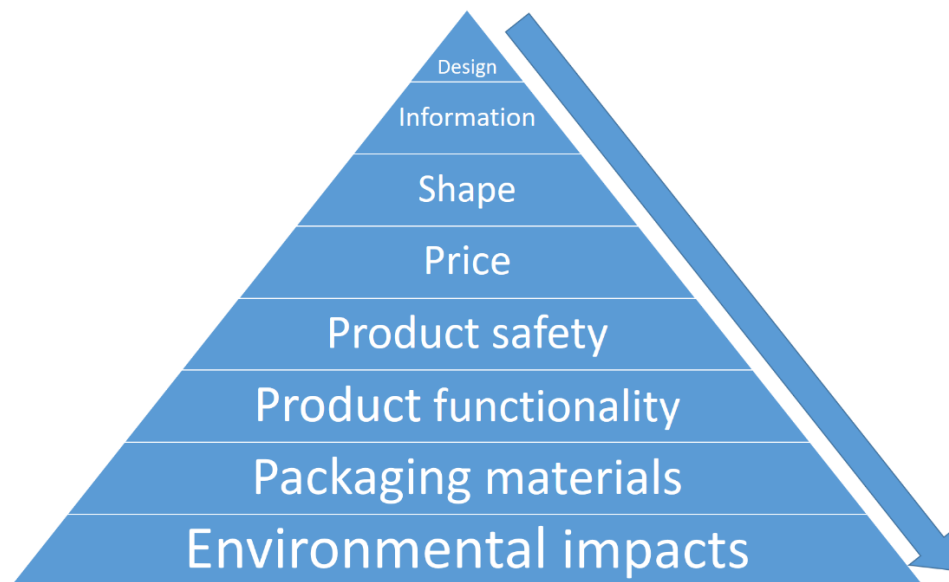 Design
Information
Shape
Price
Product safety
Product functionality
Packaging materials
Environmental impacts